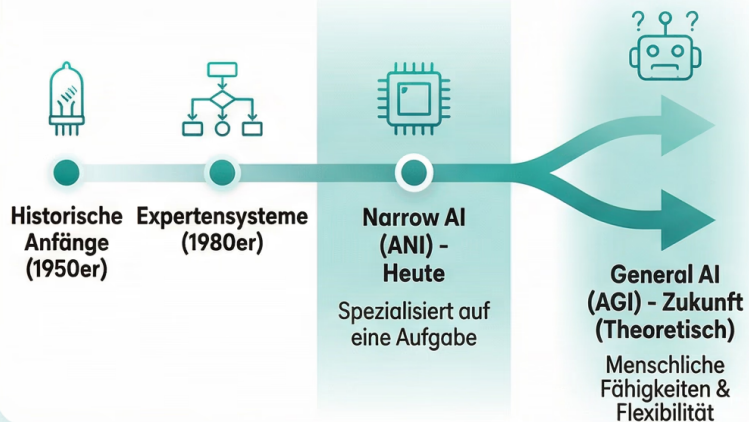 ? ?
Historische
Anfänge
(1950er)
Expertensysteme
(1980er)
Narrow AI
(ANI) -
Heute
Spezialisiert auf
eine Aufgabe
General AI
(AGI) - Zukunft
(Theoretisch)
Menschliche
Fähigkeiten &
Flexibilität